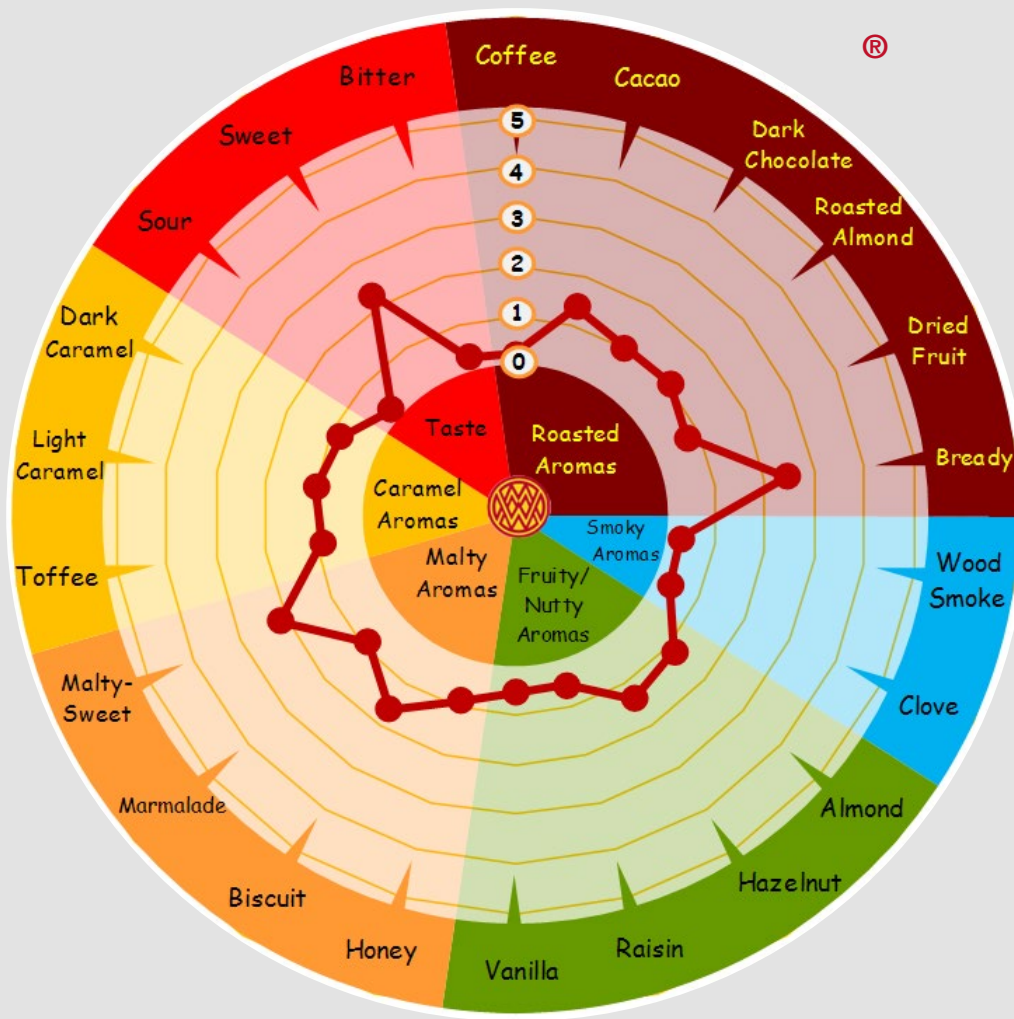 ®
Coffee
Cacao
Dark
Chocolate
Roasted
Almond
Dried
Fruit
Bready
Wood
Smoke
Clove
Almond
Hazelnut
Raisin
Vanilla
Honey
Biscuit
Marmalade
Malty-
Sweet
Toffee
Light
Caramel
Dark
Caramel
Sour
Sweet
Bitter
5
4
3
2
1
0
Taste
Roasted
Aromas
Smoky
Aromas
Fruity/
Nutty
Aromas
Malty
Aromas
Caramel
Aromas